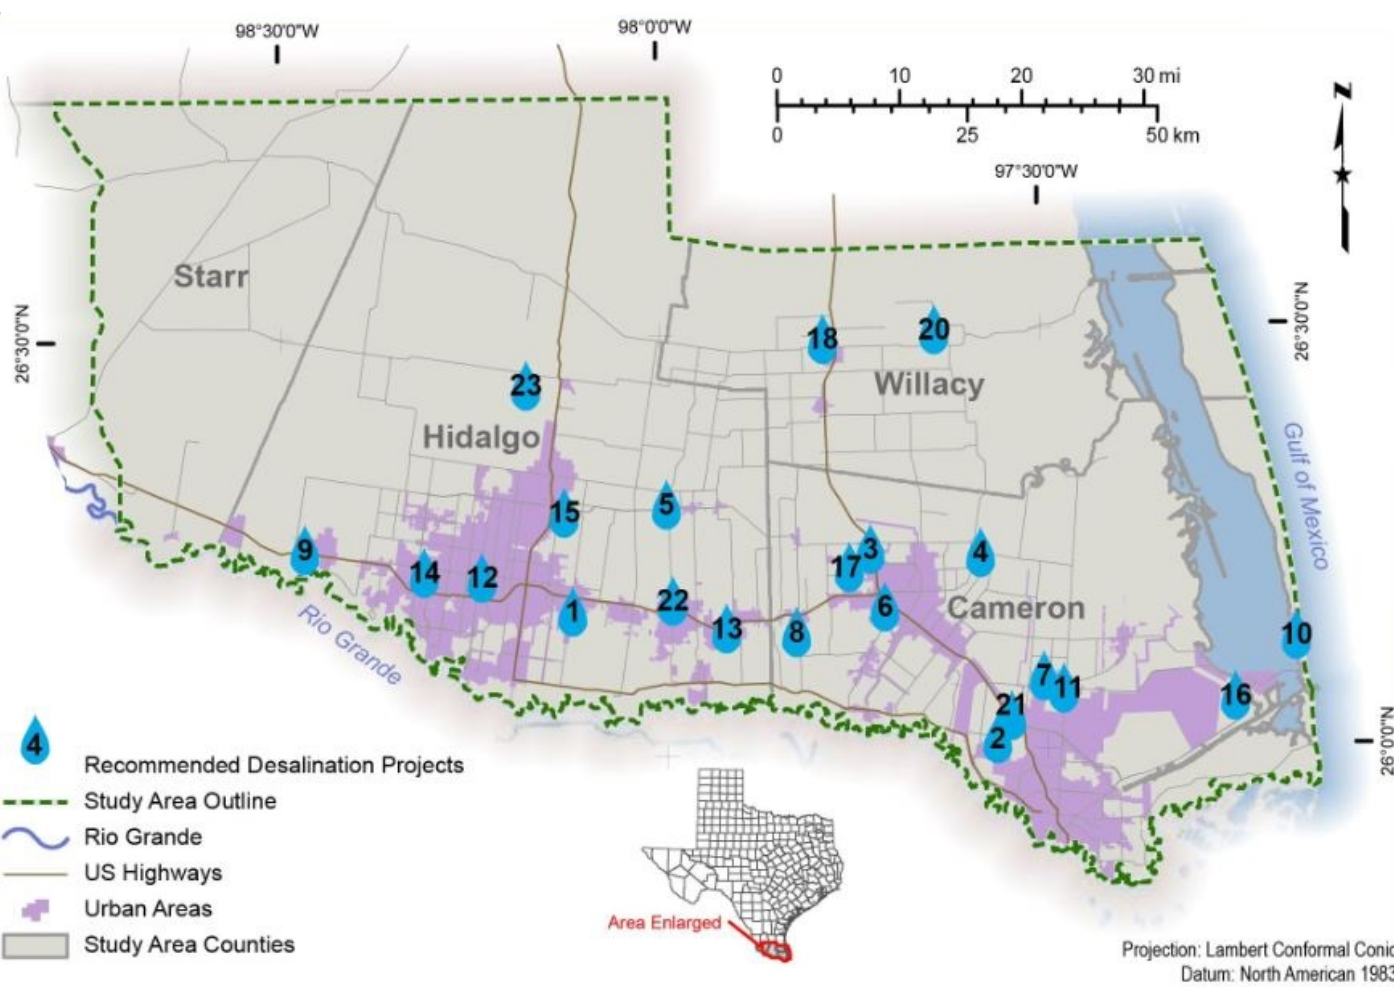 98°30'0"W
98°0'0"W
0 10 20 30 mi
0 25 50 km
97°30'0"W
N
Starr
26°30'0"N
26°30'0"N
18
20
Willacy
23
Hidalgo
Gulf of Mexico
5
15
3
4
9
17
14
12
22
1
6
Cameron
13
8
10
Rio Grande
7
11
16
21
2
26°0'0"N
4
Recommended Desalination Projects
Study Area Outline
Rio Grande
US Highways
Urban Areas
Study Area Counties
Area Enlarged
Projection: Lambert Conformal Conic
Datum: North American 1983